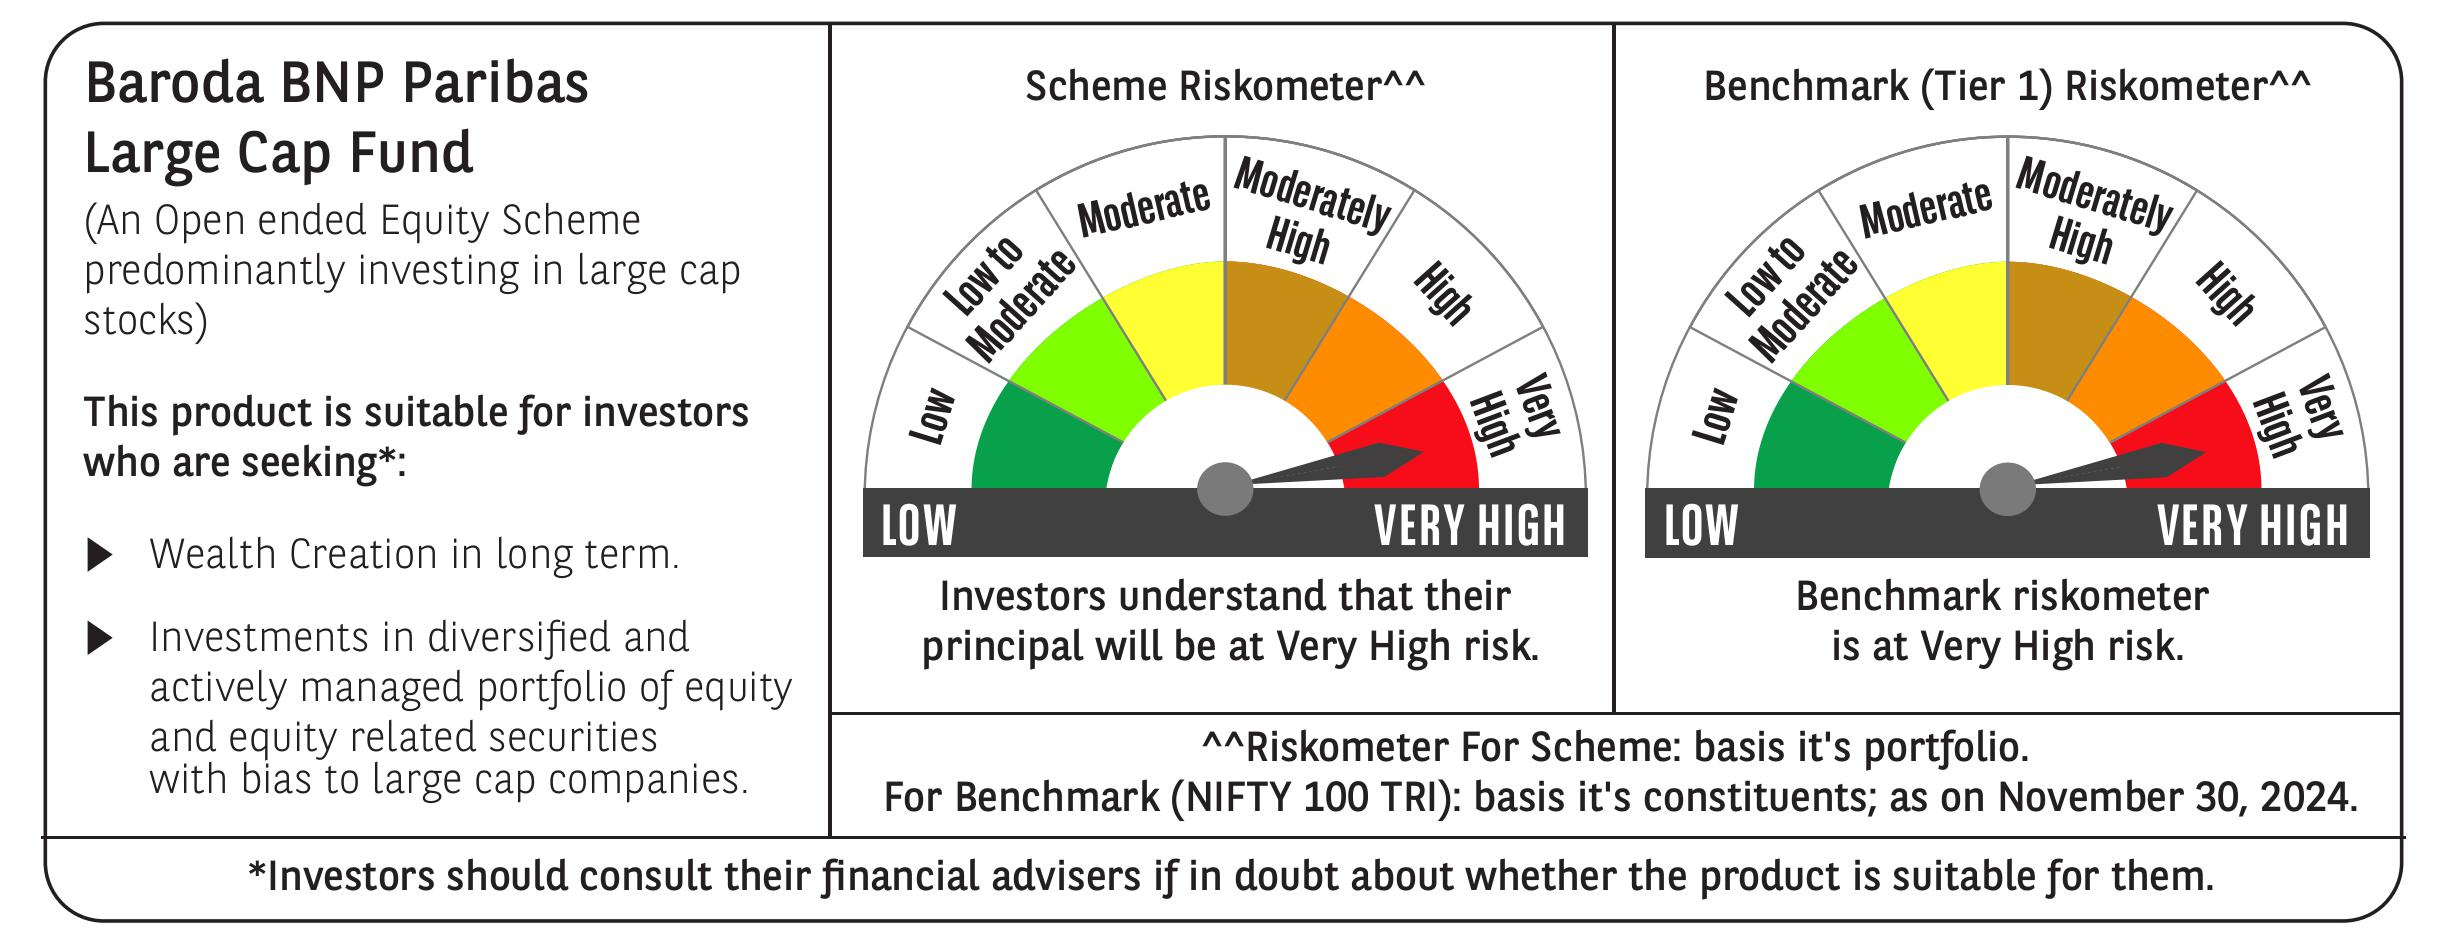 Baroda BNP Paribas
Large Cap Fund
(An Open ended Equity Scheme
predominantly investing in large cap
stocks)
This product is suitable for investors
who are seeking*:
▶ Wealth Creation in long term.
▶ Investments in diversified and
actively managed portfolio of equity
and equity related securities
with bias to large cap companies.
Scheme Riskometer^^
Low
Low to
Moderate
Moderate
Moderately
High
High
Very
High
LOW VERY HIGH
Investors understand that their
principal will be at Very High risk.
Benchmark (Tier 1) Riskometer^^
Low
Low to
Moderate
Moderate
Moderately
High
High
Very
High
LOW VERY HIGH
Benchmark riskometer
is at Very High risk.
^^Riskometer For Scheme: basis it's portfolio.
For Benchmark (NIFTY 100 TRI): basis it's constituents; as on November 30, 2024.
*Investors should consult their financial advisers if in doubt about whether the product is suitable for them.